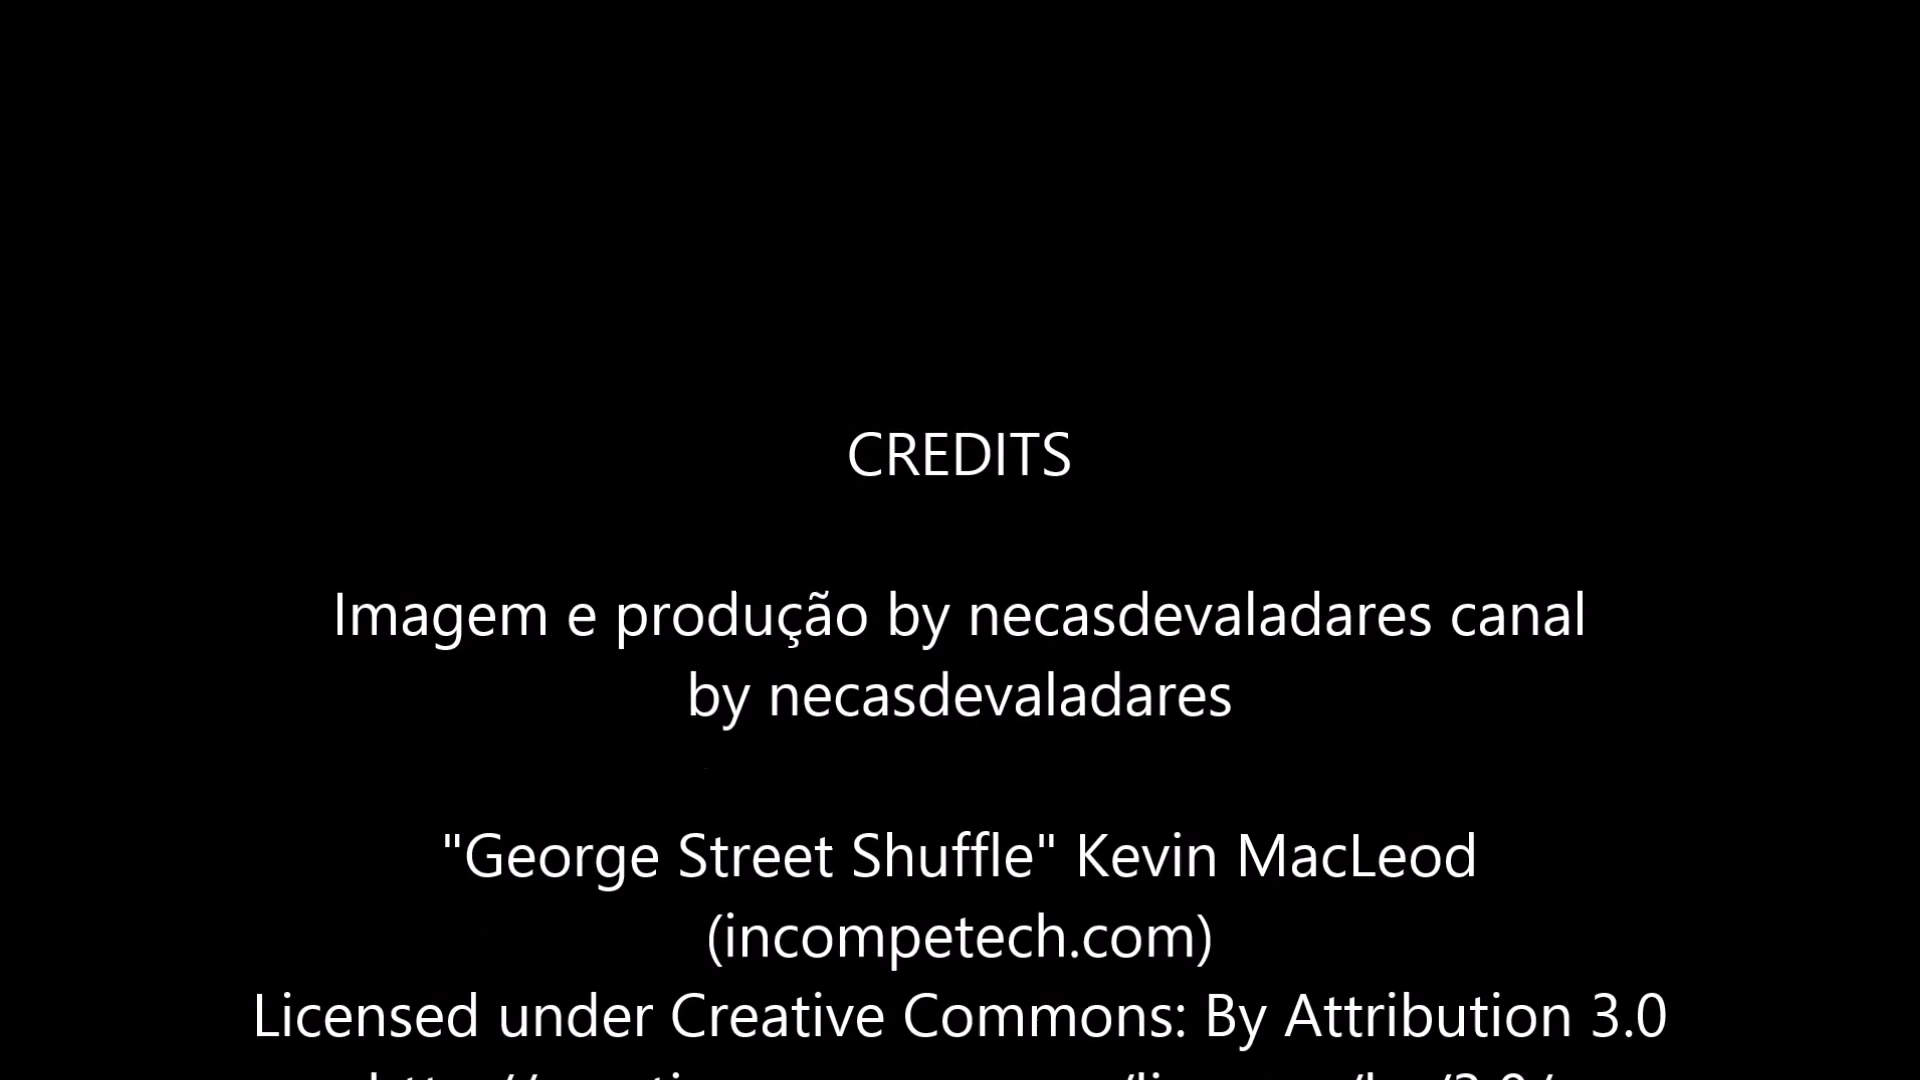 CREDITS
Imagem e produção by necasdevaladares canal
by necasdevaladares
"George Street Shuffle" Kevin MacLeod
(incompetech.com)
Licensed under Creative Commons: By Attribution 3.0